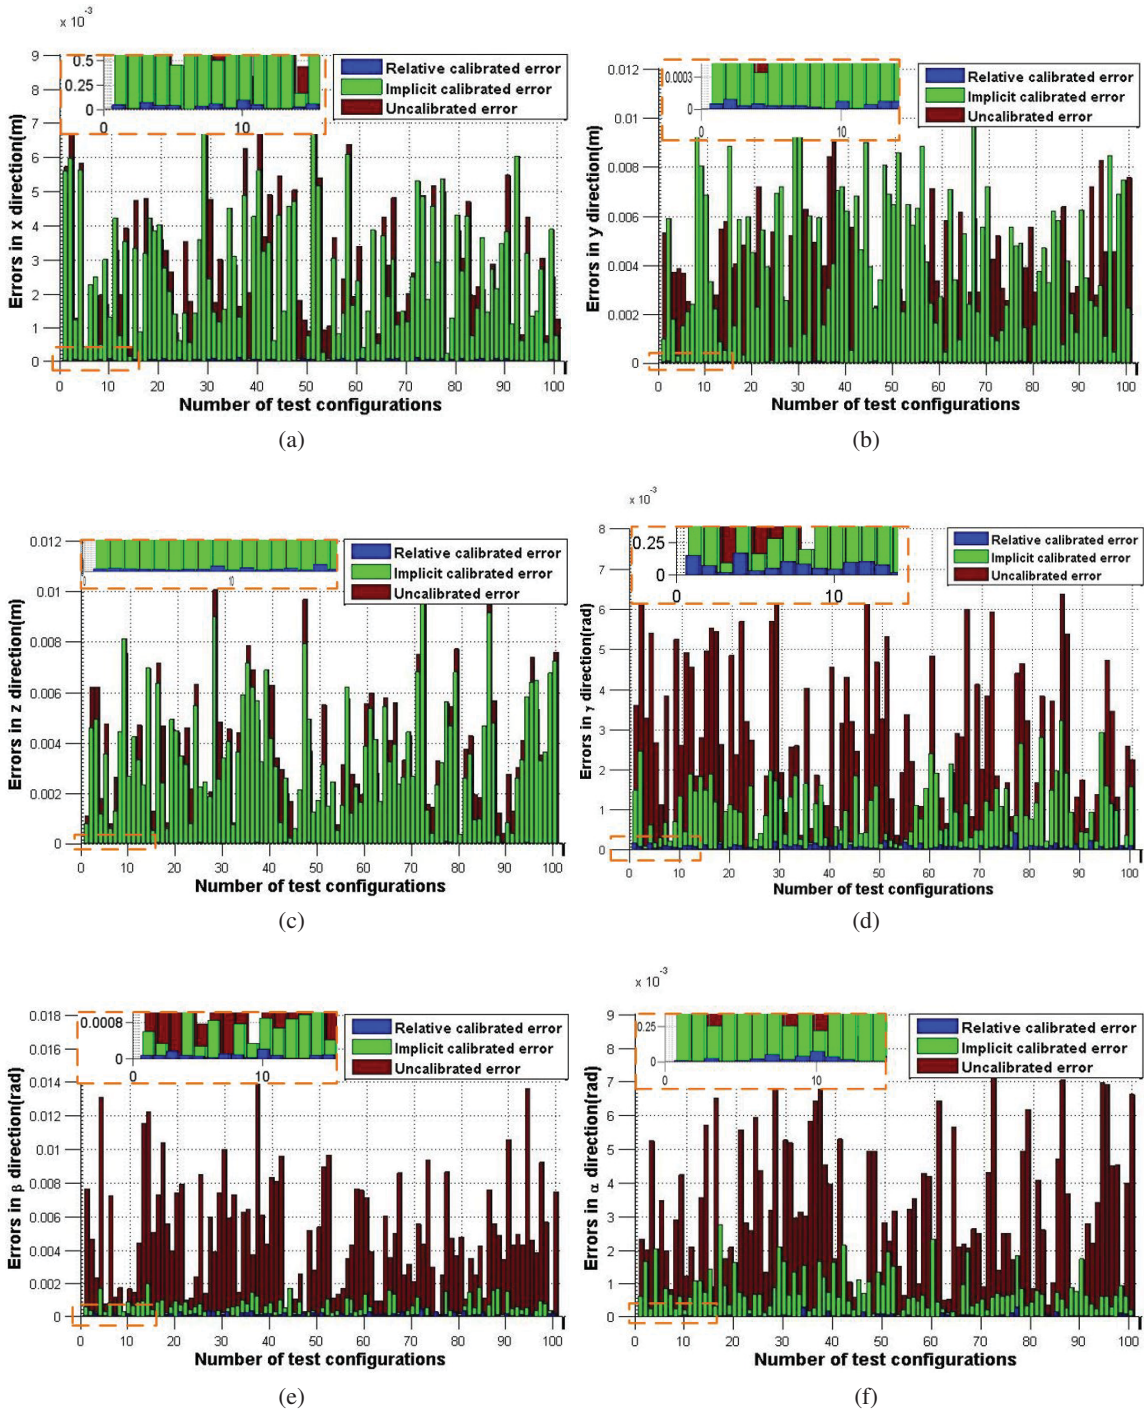 x 10⁻³
Errors in x direction(m)
9
8
7
6
5
4
3
2
1
0
0.5
0.25
0
0 10
Relative calibrated error
Implicit calibrated error
Uncalibrated error
0 10 20 30 40 50 60 70 80 90 100
Number of test configurations
(a)
Errors in y direction(m)
0.012
0.01
0.008
0.006
0.004
0.002
0
0.0003
0
0 10
Relative calibrated error
Implicit calibrated error
Uncalibrated error
0 10 20 30 40 50 60 70 80 90 100
Number of test configurations
(b)
Errors in z direction(m)
0.012
0.01
0.008
0.006
0.004
0.002
0
0 10
Relative calibrated error
Implicit calibrated error
Uncalibrated error
0 10 20 30 40 50 60 70 80 90 100
Number of test configurations
(c)
x 10⁻³
Errors in γ direction(rad)
8
7
6
5
4
3
2
1
0
0.25
0
0 10
Relative calibrated error
Implicit calibrated error
Uncalibrated error
0 10 20 30 40 50 60 70 80 90 100
Number of test configurations
(d)
Errors in β direction(rad)
0.018
0.016
0.014
0.012
0.01
0.008
0.006
0.004
0.002
0
0.0008
0
0 10
Relative calibrated error
Implicit calibrated error
Uncalibrated error
0 10 20 30 40 50 60 70 80 90 100
Number of test configurations
(e)
x 10⁻³
Errors in α direction(rad)
9
8
7
6
5
4
3
2
1
0
0.25
0
0 10
Relative calibrated error
Implicit calibrated error
Uncalibrated error
0 10 20 30 40 50 60 70 80 90 100
Number of test configurations
(f)